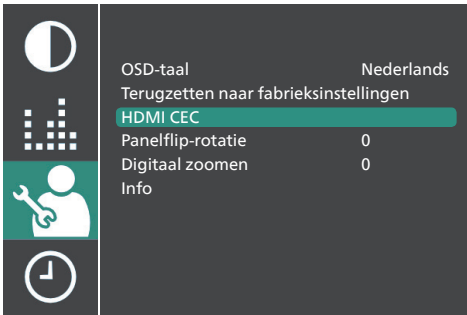 OSD-taal Nederlands
Terugzetten naar fabrieksinstellingen
HDMI CEC
Panelflip-rotatie 0
Digitaal zoomen 0
Info